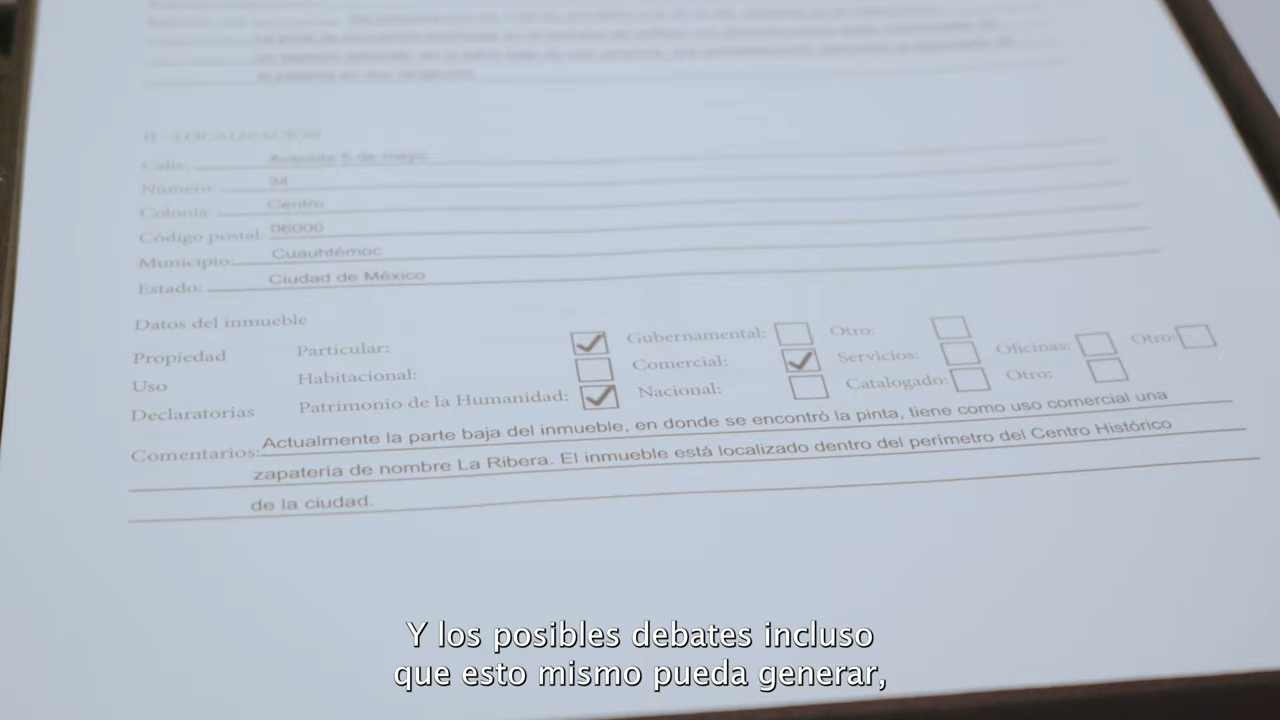 II.- LOCALIZACIÓN
Calle: Avenida 5 de mayo
Número: 34
Colonia: Centro
Código postal: 06000
Municipio: Cuauhtémoc
Estado: Ciudad de México
Datos del inmueble
Propiedad Particular: Gubernamental: Otro:
Uso Habitacional: Comercial: Servicios: Oficinas: Otro:
Declaratorias Patrimonio de la Humanidad: Nacional: Catalogado: Otro:
Comentarios: Actualmente la parte baja del inmueble, en donde se encontró la pinta, tiene como uso comercial una
zapatería de nombre La Ribera. El inmueble está localizado dentro del perímetro del Centro Histórico
de la ciudad.
Y los posibles debates incluso
que esto mismo pueda generar,